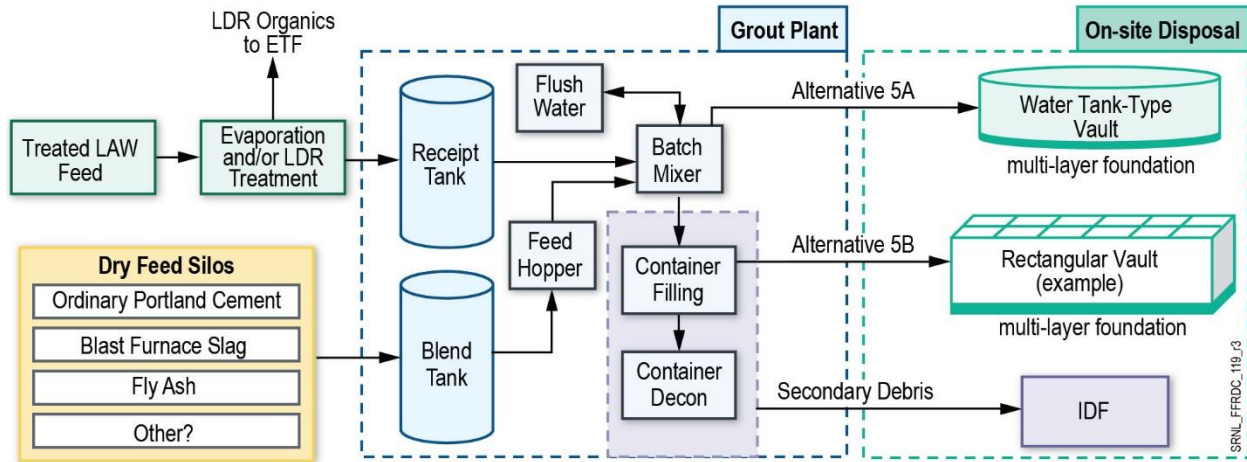 LDR Organics
to ETF
Treated LAW
Feed
Evaporation
and/or LDR
Treatment
Dry Feed Silos
Ordinary Portland Cement
Blast Furnace Slag
Fly Ash
Other?
Grout Plant
Receipt
Tank
Blend
Tank
Flush
Water
Feed
Hopper
Batch
Mixer
Container
Filling
Container
Decon
Alternative 5A
Alternative 5B
Secondary Debris
On-site Disposal
Water Tank-Type
Vault
multi-layer foundation
Rectangular Vault
(example)
multi-layer foundation
IDF
SRNL_FFRDC_119_r3